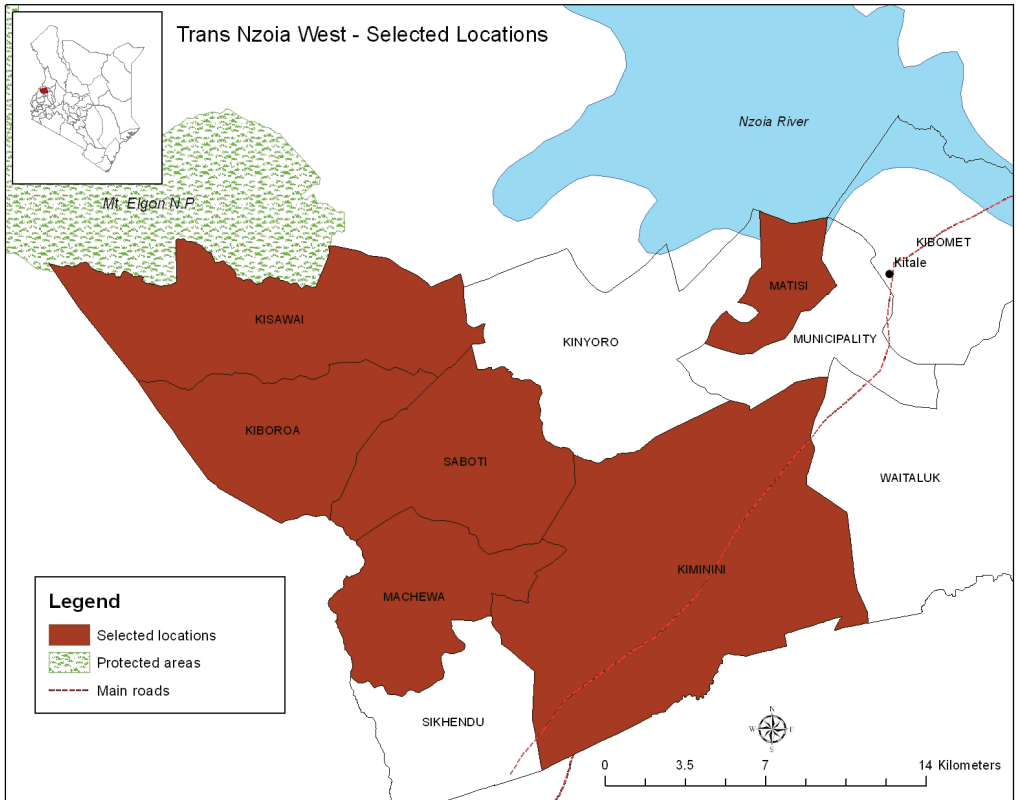 Trans Nzoia West - Selected Locations
Nzoia River
Mt. Elgon N.P.
KIBOMET
Kitale
MATISI
KISAWAI
KINYORO
MUNICIPALITY
KIBOROA
SABOTI
WAITALUK
KIMININI
MACHEWA
SIKHENDU
Legend
Selected locations
Protected areas
Main roads
N
W E
S
0 3.5 7 14 Kilometers